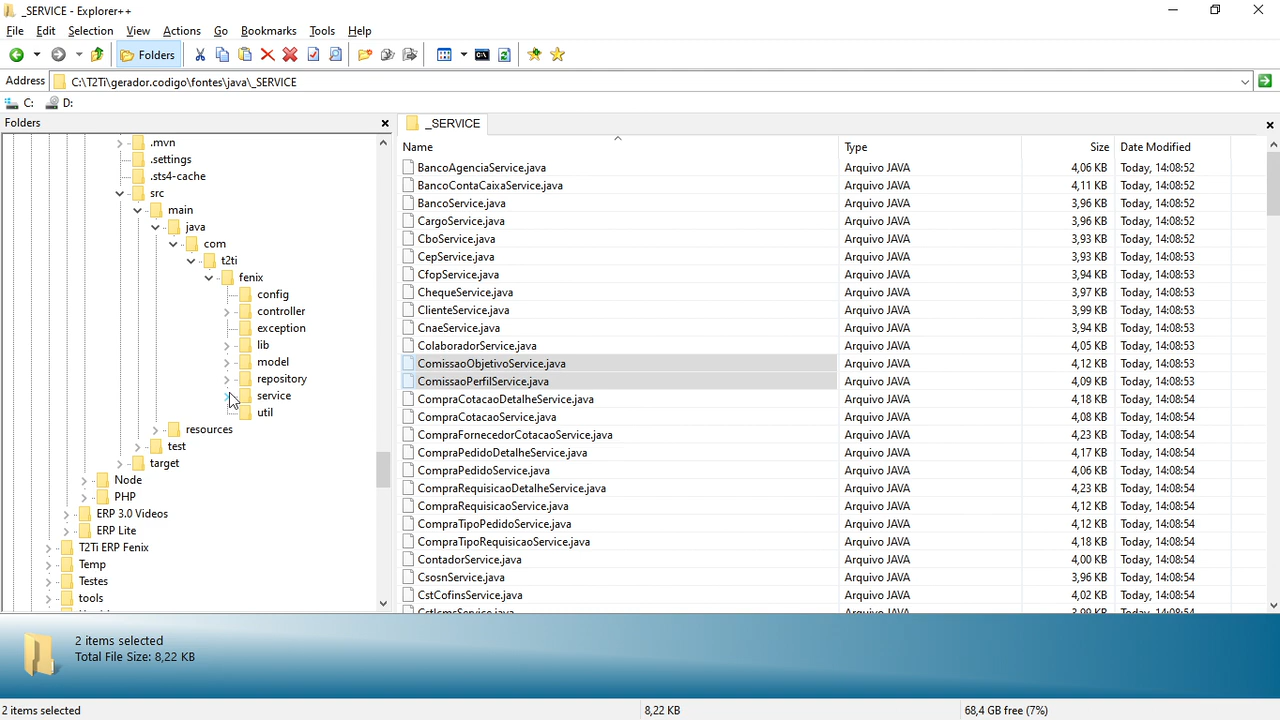 _SERVICE - Explorer++
File Edit Selection View Actions Go Bookmarks Tools Help
Folders
Address C:\T2Ti\gerador.codigo\fontes\java\_SERVICE
C: D:
Folders
_SERVICE
.mvn
.settings
.sts4-cache
src
main
java
com
t2ti
fenix
config
controller
exception
lib
model
repository
service
util
resources
test
target
Node
PHP
ERP 3.0 Videos
ERP Lite
T2Ti ERP Fenix
Temp
Testes
tools
Name Type Size Date Modified
BancoAgenciaService.java Arquivo JAVA 4,06 KB Today, 14:08:52
BancoContaCaixaService.java Arquivo JAVA 4,11 KB Today, 14:08:52
BancoService.java Arquivo JAVA 3,96 KB Today, 14:08:52
CargoService.java Arquivo JAVA 3,96 KB Today, 14:08:52
CboService.java Arquivo JAVA 3,93 KB Today, 14:08:52
CepService.java Arquivo JAVA 3,93 KB Today, 14:08:53
CfopService.java Arquivo JAVA 3,94 KB Today, 14:08:53
ChequeService.java Arquivo JAVA 3,97 KB Today, 14:08:53
ClienteService.java Arquivo JAVA 3,99 KB Today, 14:08:53
CnaeService.java Arquivo JAVA 3,94 KB Today, 14:08:53
ColaboradorService.java Arquivo JAVA 4,05 KB Today, 14:08:53
ComissaoObjetivoService.java Arquivo JAVA 4,12 KB Today, 14:08:53
ComissaoPerfilService.java Arquivo JAVA 4,09 KB Today, 14:08:53
CompraCotacaoDetalheService.java Arquivo JAVA 4,18 KB Today, 14:08:54
CompraCotacaoService.java Arquivo JAVA 4,08 KB Today, 14:08:54
CompraFornecedorCotacaoService.java Arquivo JAVA 4,23 KB Today, 14:08:54
CompraPedidoDetalheService.java Arquivo JAVA 4,17 KB Today, 14:08:54
CompraPedidoService.java Arquivo JAVA 4,06 KB Today, 14:08:54
CompraRequisicaoDetalheService.java Arquivo JAVA 4,23 KB Today, 14:08:54
CompraRequisicaoService.java Arquivo JAVA 4,12 KB Today, 14:08:54
CompraTipoPedidoService.java Arquivo JAVA 4,12 KB Today, 14:08:54
CompraTipoRequisicaoService.java Arquivo JAVA 4,18 KB Today, 14:08:54
ContadorService.java Arquivo JAVA 4,00 KB Today, 14:08:54
CsosnService.java Arquivo JAVA 3,96 KB Today, 14:08:54
CstCofinsService.java Arquivo JAVA 4,02 KB Today, 14:08:54
CstIcmsService.java Arquivo JAVA 3,99 KB Today, 14:08:54
2 items selected
Total File Size: 8,22 KB
2 items selected 8,22 KB 68,4 GB free (7%)